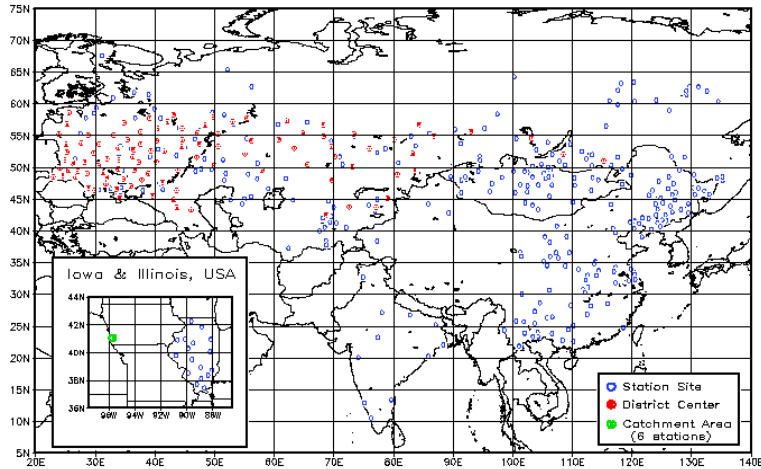 75N
70N
65N
60N
55N
50N
45N
40N
35N
30N
25N
20N
15N
10N
5N
20E 30E 40E 50E 60E 70E 80E 90E 100E 110E 120E 130E 140E
Iowa & Illinois, USA
44N
42N
40N
38N
36N
96W 94W 92W 90W 88W
Station Site
District Center
Catchment Area
(6 stations)